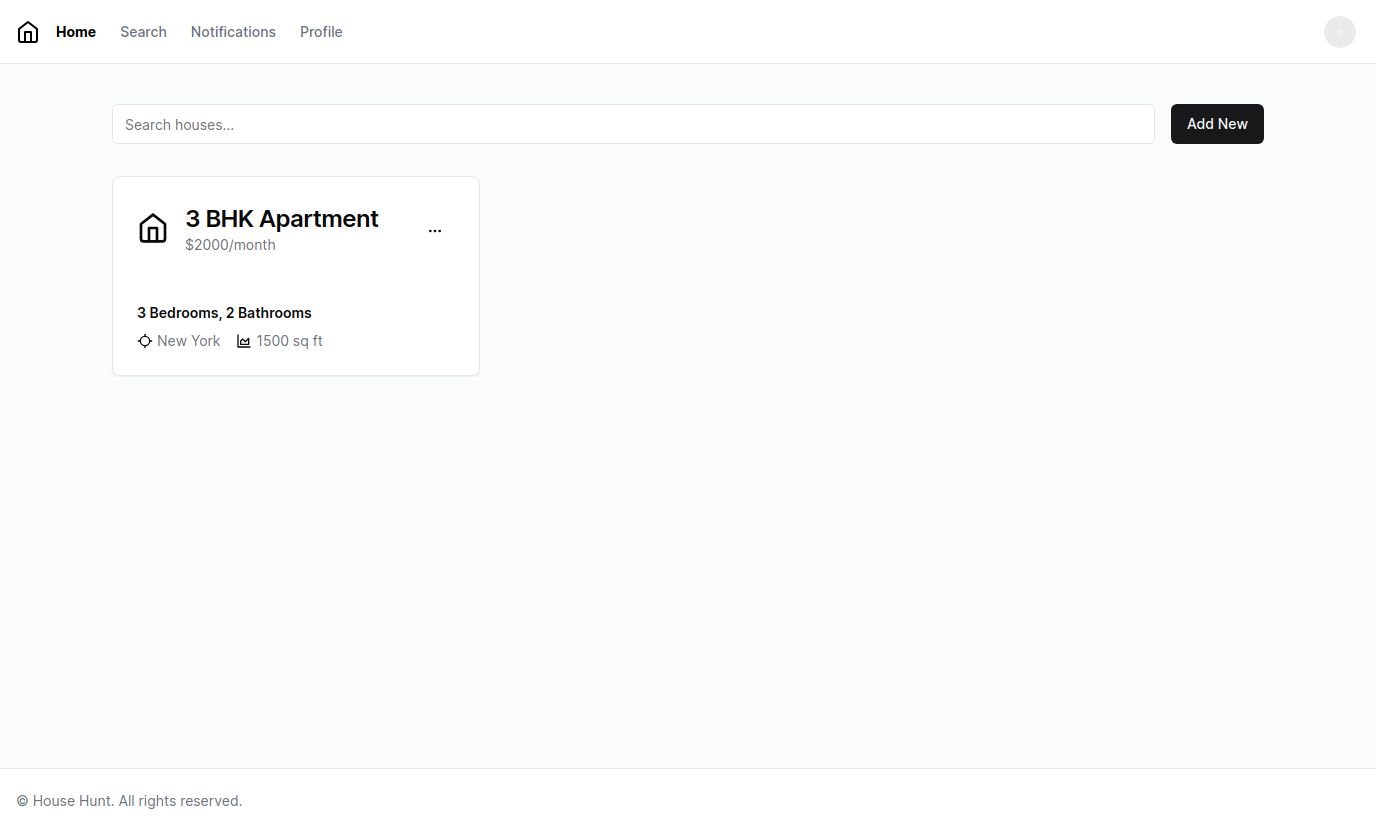 Home Search Notifications Profile
Search houses...
Add New
3 BHK Apartment
...
$2000/month
3 Bedrooms, 2 Bathrooms
New York 1500 sq ft
© House Hunt. All rights reserved.